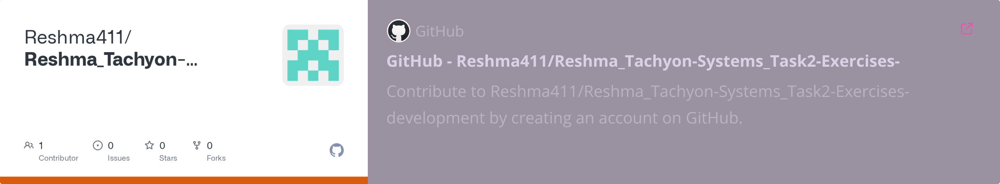 Reshma411/
Reshma_Tachyon-...
1
Contributor
0
Issues
0
Stars
0
Forks
GitHub
GitHub - Reshma411/Reshma_Tachyon-Systems_Task2-Exercises-
Contribute to Reshma411/Reshma_Tachyon-Systems_Task2-Exercises-
development by creating an account on GitHub.